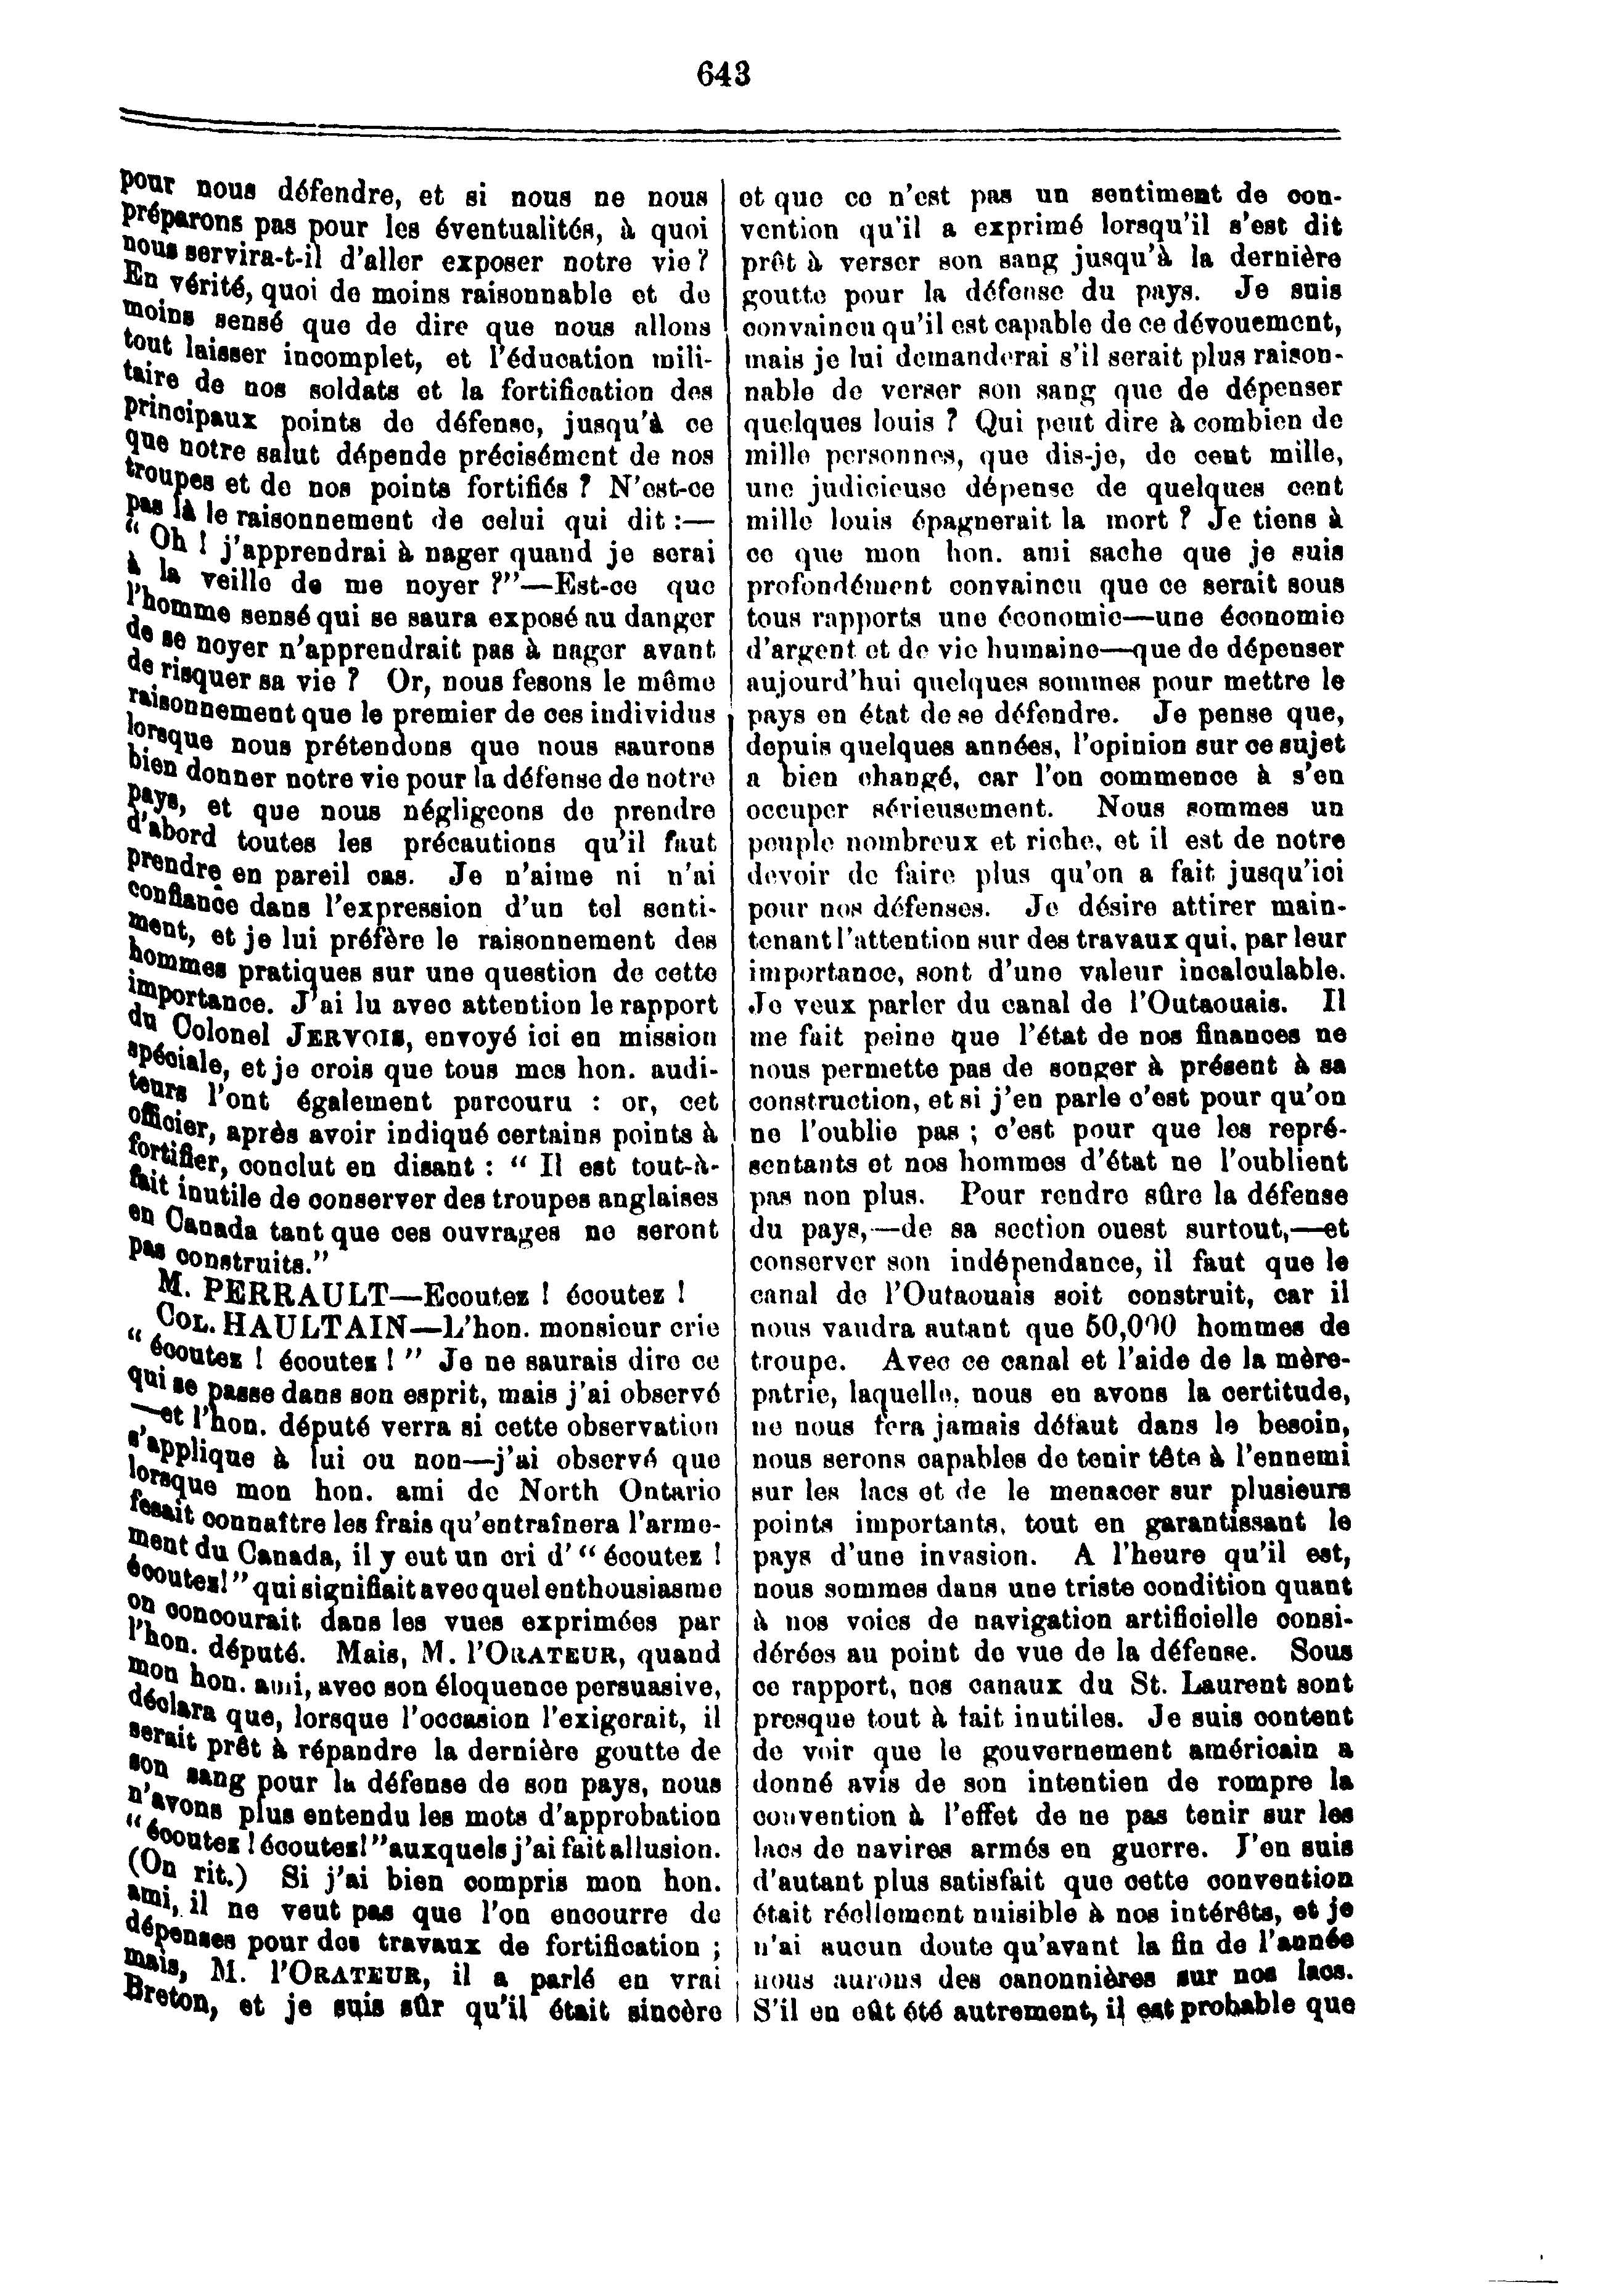 643
pour nous défendre, et si nous ne nous
préparons pas pour les éventualités, à quoi
nous servira-t-il d'aller exposer notre vie?
En vérité, quoi de moins raisonnable et de
moins sensé que de dire que nous allons
tout laisser incomplet, et l'éducation mili-
taire de nos soldats et la fortification des
principaux points de défense, jusqu'à ce
que notre salut dépende précisément de nos
troupes et de nos points fortifiés ? N'est-ce
pas là le raisonnement de celui qui dit :—
" Oh ! j'apprendrai à nager quand je serai
à la veille de me noyer ?"—Est-ce que
l'homme sensé qui se saura exposé au danger
de se noyer n'apprendrait pas à nager avant
de risquer sa vie ? Or, nous fesons le même
raisonnement que le premier de ces individus
lorsque nous prétendons que nous saurons
bien donner notre vie pour la défense de notre
pays, et que nous négligeons de prendre
d'abord toutes les précautions qu'il faut
prendre en pareil cas. Je n'aime ni n'ai
confiance dans l'expression d'un tel senti-
ment, et je lui préfère le raisonnement des
hommes pratiques sur une question de cette
importance. J'ai lu avec attention le rapport
du Colonel JERVOIS, envoyé ici en mission
spéciale, et je crois que tous mes hon. audi-
teurs l'ont également parcouru : or, cet
officier, après avoir indiqué certains points à
fortifier, conclut en disant : " Il est tout-à-
fait inutile de conserver des troupes anglaises
en Canada tant que ces ouvrages ne seront
pas construits."
M. PERRAULT—Ecoutez ! écoutez !
COL. HAULTAIN—L'hon. monsieur crie
" écoutez ! écoutez ! " Je ne saurais dire ce
qui se passe dans son esprit, mais j'ai observé
—et l'hon. député verra si cette observation
s'applique à lui ou non—j'ai observé que
lorsque mon hon. ami de North Ontario
fesait connaître les frais qu'entraînera l'arme-
ment du Canada, il y eut un cri d' " écoutez !
écoutez!" qui signifiait avec quel enthousiasme
on concourait dans les vues exprimées par
l'hon. député. Mais, M. l'ORATEUR, quand
mon hon. ami, avec son éloquence persuasive,
déclara que, lorsque l'occasion l'exigerait, il
serait prêt à répandre la dernière goutte de
son sang pour la défense de son pays, nous
n'avons plus entendu les mots d'approbation
" écoutez ! écoutez!" auxquels j'ai fait allusion.
(On rit.) Si j'ai bien compris mon hon.
ami, il ne veut pas que l'on encourre de
dépenses pour des travaux de fortification ;
mais, M. l'ORATEUR, il a parlé en vrai
Breton, et je suis sûr qu'il était sincère
et que ce n'est pas un sentiment de con-
vention qu'il a exprimé lorsqu'il s'est dit
prêt à verser son sang jusqu'à la dernière
goutte pour la défense du pays. Je suis
convaincu qu'il est capable de ce dévouement,
mais je lui demanderai s'il serait plus raison-
nable de verser son sang que de dépenser
quelques louis ? Qui peut dire à combien de
mille personnes, que dis-je, de cent mille,
une judicieuse dépense de quelques cent
mille louis épagnerait la mort ? Je tiens à
ce que mon hon. ami sache que je suis
profondément convaincu que ce serait sous
tous rapports une économie—une économie
d'argent et de vie humaine—que de dépenser
aujourd'hui quelques sommes pour mettre le
pays en état de se défendre. Je pense que,
depuis quelques années, l'opinion sur ce sujet
a bien changé, car l'on commence à s'en
occuper sérieusement. Nous sommes un
peuple nombreux et riche, et il est de notre
devoir de faire plus qu'on a fait jusqu'ici
pour nos défenses. Je désire attirer main-
tenant l'attention sur des travaux qui, par leur
importance, sont d'une valeur incalculable.
Je veux parler du canal de l'Outaouais. Il
me fait peine que l'état de nos finances ne
nous permette pas de songer à présent à sa
construction, et si j'en parle c'est pour qu'on
ne l'oublie pas ; c'est pour que les repré-
sentants et nos hommes d'état ne l'oublient
pas non plus. Pour rendre sûre la défense
du pays,—de sa section ouest surtout,—et
conserver son indépendance, il faut que le
canal de l'Outaouais soit construit, car il
nous vaudra autant que 50,000 hommes de
troupe. Avec ce canal et l'aide de la mère-
patrie, laquelle, nous en avons la certitude,
ne nous fera jamais défaut dans le besoin,
nous serons capables de tenir tête à l'ennemi
sur les lacs et de le menacer sur plusieurs
points importants, tout en garantissant le
pays d'une invasion. A l'heure qu'il est,
nous sommes dans une triste condition quant
à nos voies de navigation artificielle consi-
dérées au point de vue de la défense. Sous
ce rapport, nos canaux du St. Laurent sont
presque tout à fait inutiles. Je suis content
de voir que le gouvernement américain a
donné avis de son intentien de rompre la
convention à l'effet de ne pas tenir sur les
lacs de navires armés en guerre. J'en suis
d'autant plus satisfait que cette convention
était réellement nuisible à nos intérêts, et je
n'ai aucun doute qu'avant la fin de l'année
nous aurons des canonnières sur nos lacs.
S'il en eût été autrement, il est probable que